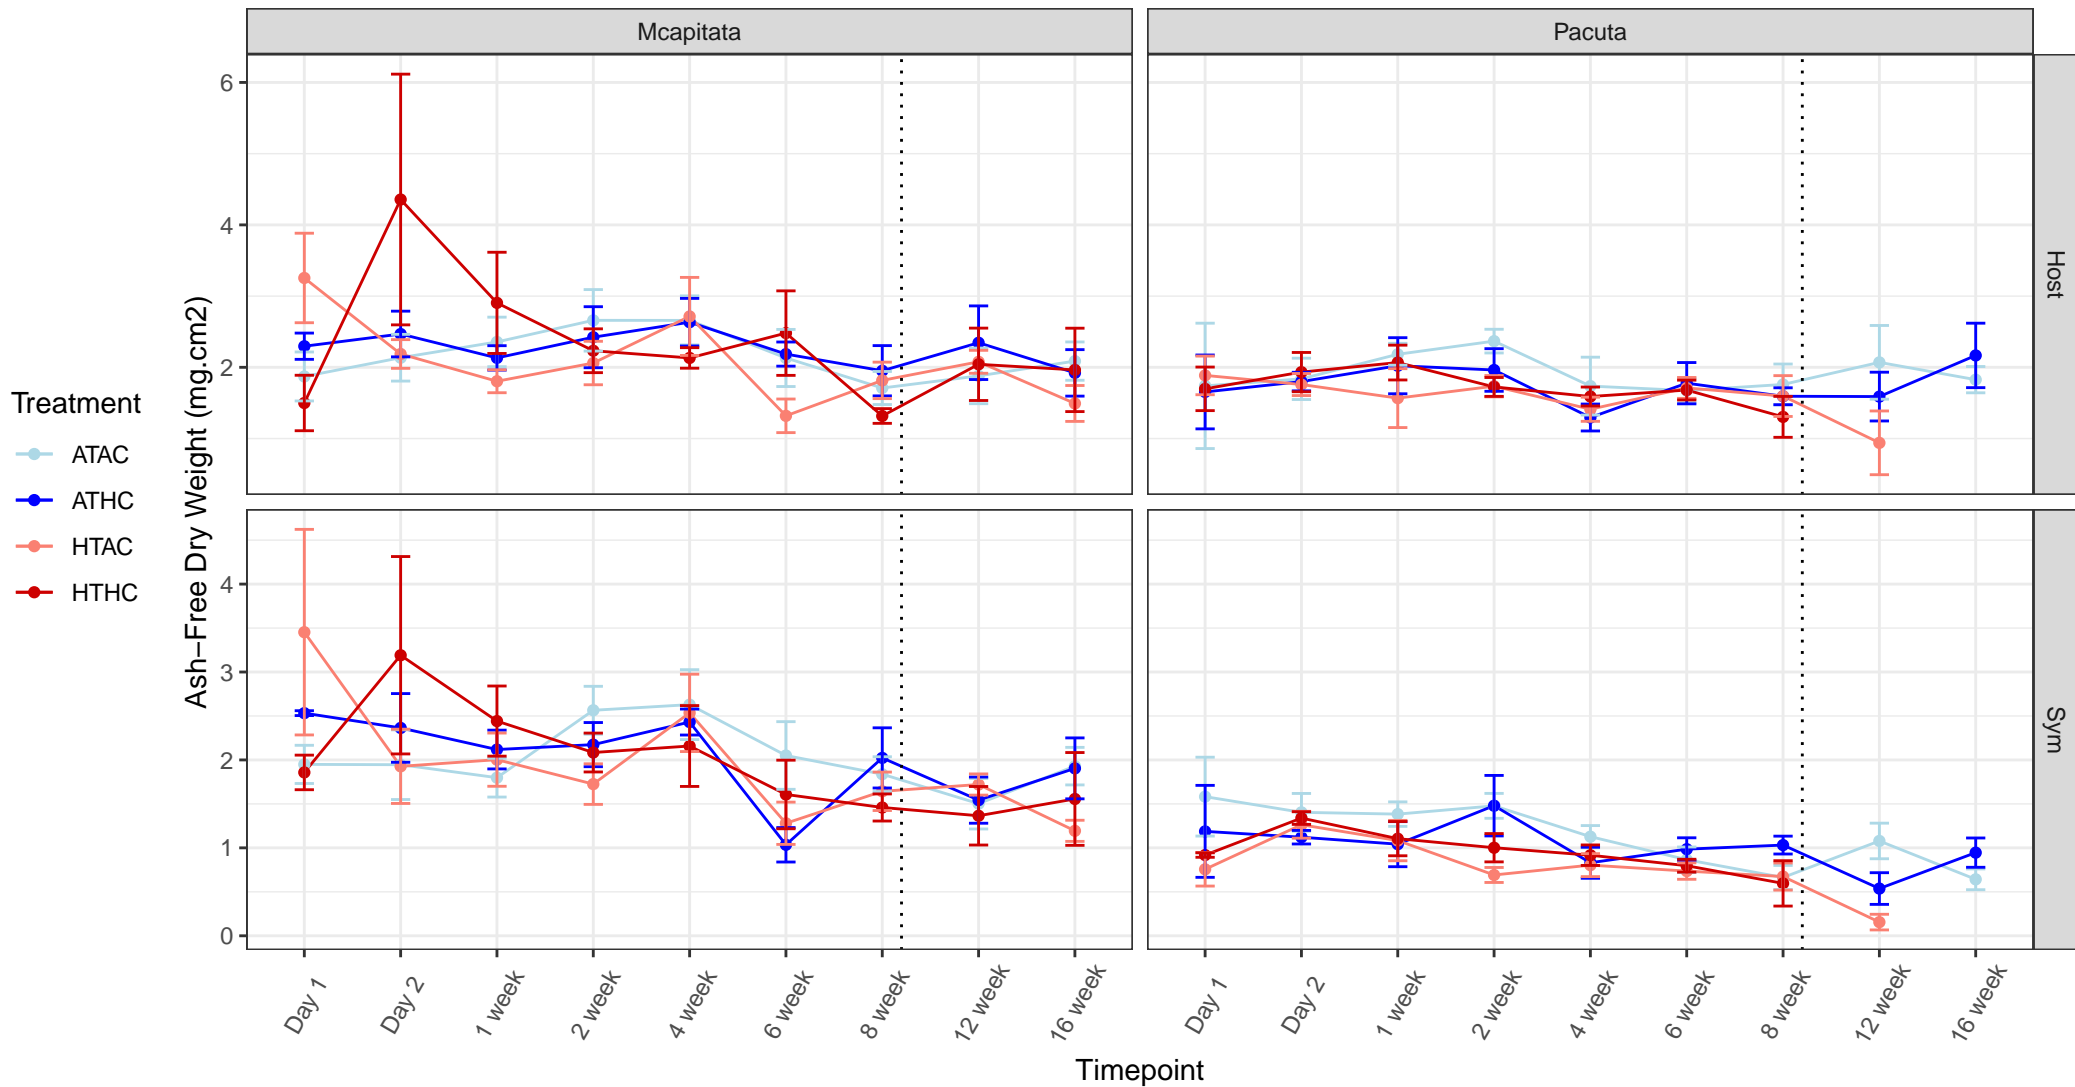 Mcapitata
Pacuta
Host
Sym
6
4
2
4
3
2
1
0
Ash−Free Dry Weight (mg.cm2)
Treatment
ATAC
ATHC
HTAC
HTHC
Day 1
Day 2
1 week
2 week
4 week
6 week
8 week
12 week
16 week
Day 1
Day 2
1 week
2 week
4 week
6 week
8 week
12 week
16 week
Timepoint